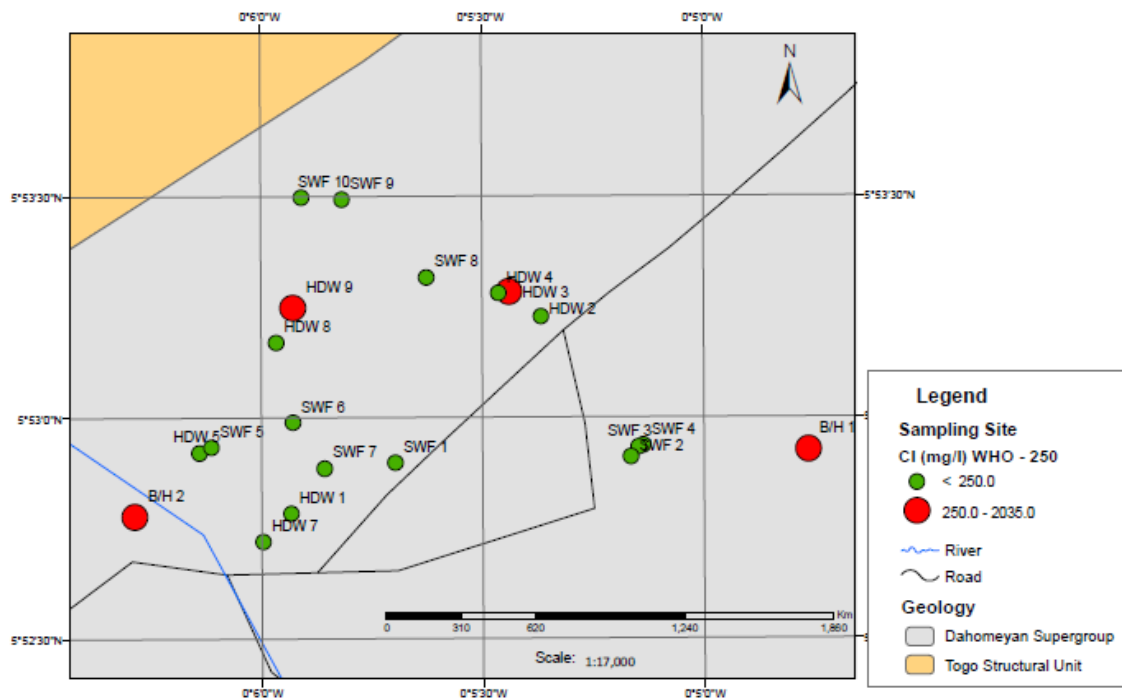 0°6'0"W 0°5'30"W 0°5'0"W
N
5°53'30"N 5°53'30"N
SWF 10 SWF 9
SWF 8
HDW 4
HDW 9 HDW 3
HDW 2
HDW 8
5°53'0"N
SWF 6
SWF 3 SWF 4
B/H 1
HDW 5 SWF 5
SWF 2
SWF 7 SWF 1
B/H 2
HDW 1
HDW 7
Km
0 310 620 1,240 1,860
5°52'30"N
Scale: 1:17,000
0°6'0"W 0°5'30"W 0°5'0"W
Legend
Sampling Site
Cl (mg/l) WHO - 250
< 250.0
250.0 - 2035.0
River
Road
Geology
Dahomeyan Supergroup
Togo Structural Unit